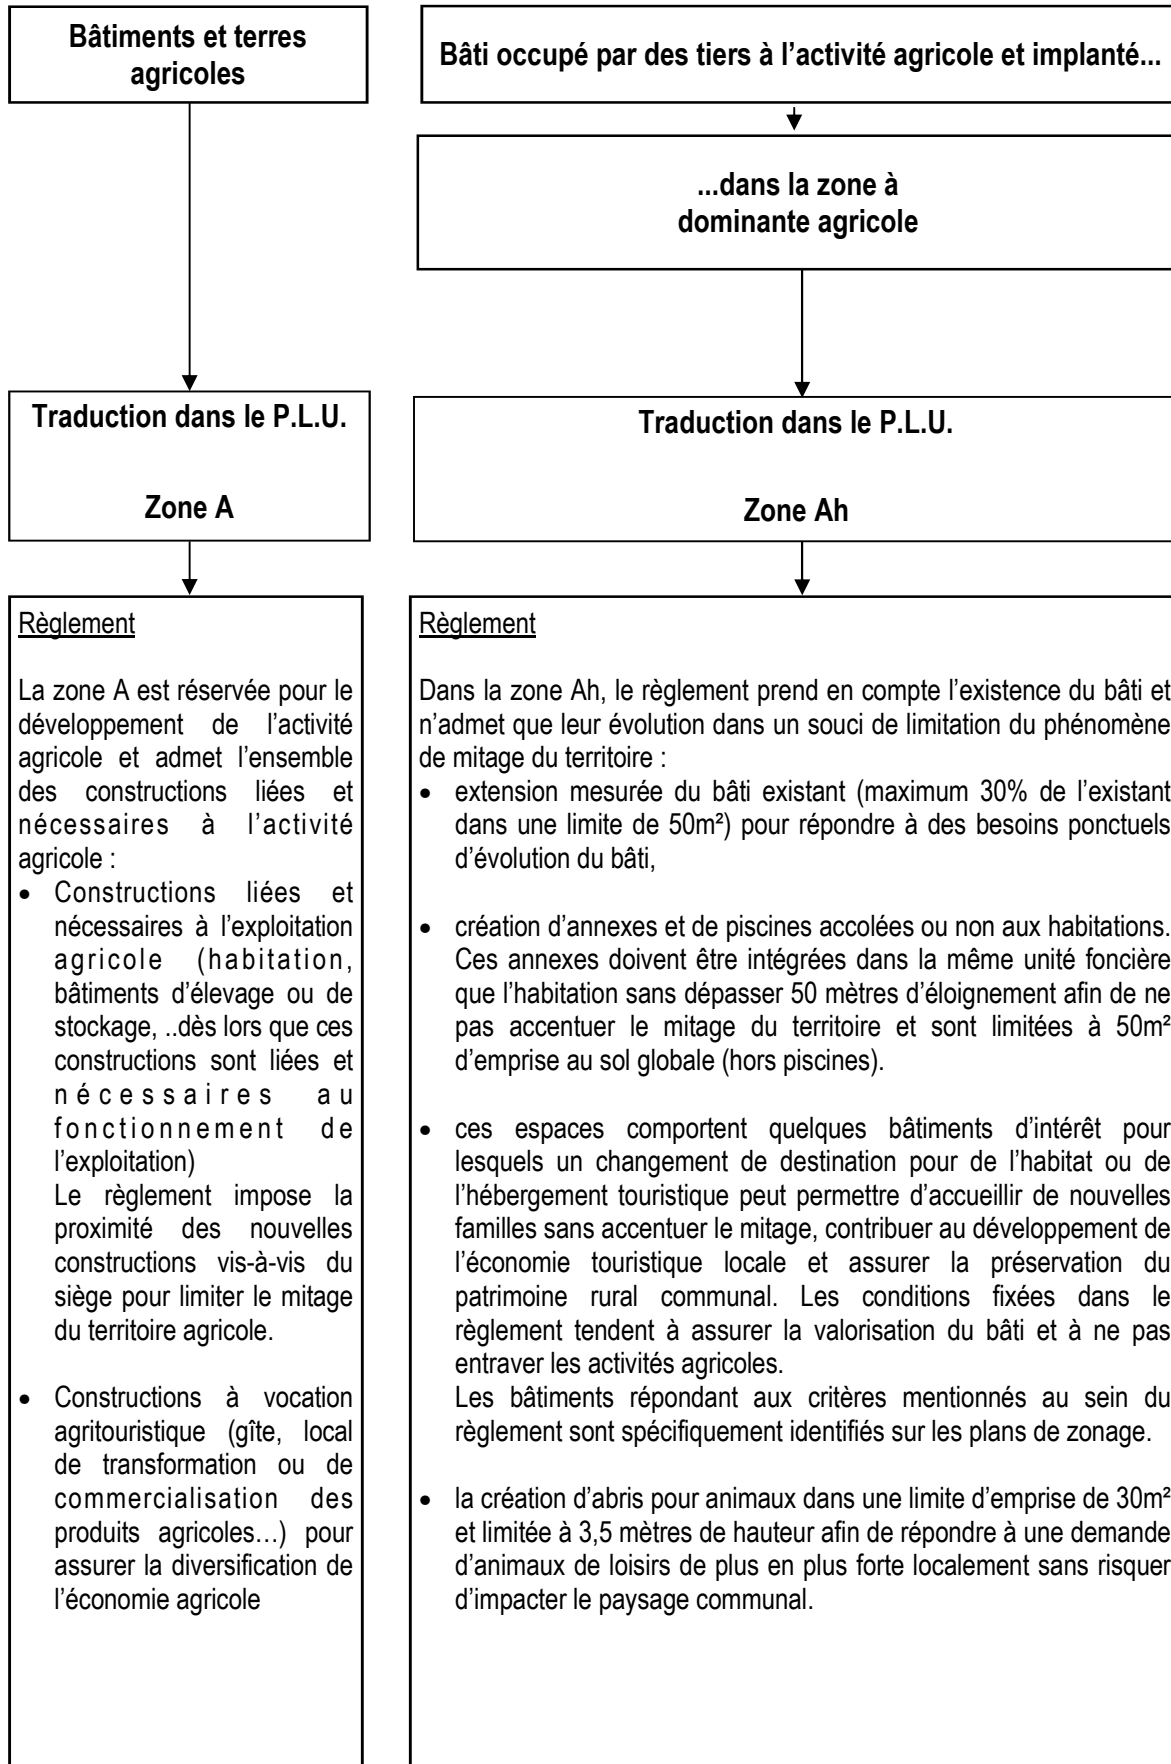 Bâtiments et terres
agricoles
Bâti occupé par des tiers à l’activité agricole et implanté...
...dans la zone à
dominante agricole
Traduction dans le P.L.U.
Zone A
Traduction dans le P.L.U.
Zone Ah
Règlement
La zone A est réservée pour le
développement de l’activité
agricole et admet l’ensemble
des constructions liées et
nécessaires à l’activité
agricole :
• Constructions liées et
nécessaires à l’exploitation
agricole (habitation,
bâtiments d’élevage ou de
stockage, ..dès lors que ces
constructions sont liées et
nécessaires au
fonctionnement de
l’exploitation)
Le règlement impose la
proximité des nouvelles
constructions vis-à-vis du
siège pour limiter le mitage
du territoire agricole.
• Constructions à vocation
agritouristique (gîte, local
de transformation ou de
commercialisation des
produits agricoles…) pour
assurer la diversification de
l’économie agricole
Règlement
Dans la zone Ah, le règlement prend en compte l’existence du bâti et
n’admet que leur évolution dans un souci de limitation du phénomène
de mitage du territoire :
• extension mesurée du bâti existant (maximum 30% de l’existant
dans une limite de 50m²) pour répondre à des besoins ponctuels
d’évolution du bâti,
• création d’annexes et de piscines accolées ou non aux habitations.
Ces annexes doivent être intégrées dans la même unité foncière
que l’habitation sans dépasser 50 mètres d’éloignement afin de ne
pas accentuer le mitage du territoire et sont limitées à 50m²
d’emprise au sol globale (hors piscines).
• ces espaces comportent quelques bâtiments d’intérêt pour
lesquels un changement de destination pour de l’habitat ou de
l’hébergement touristique peut permettre d’accueillir de nouvelles
familles sans accentuer le mitage, contribuer au développement de
l’économie touristique locale et assurer la préservation du
patrimoine rural communal. Les conditions fixées dans le
règlement tendent à assurer la valorisation du bâti et à ne pas
entraver les activités agricoles.
Les bâtiments répondant aux critères mentionnés au sein du
règlement sont spécifiquement identifiés sur les plans de zonage.
• la création d’abris pour animaux dans une limite d’emprise de 30m²
et limitée à 3,5 mètres de hauteur afin de répondre à une demande
d’animaux de loisirs de plus en plus forte localement sans risquer
d’impacter le paysage communal.